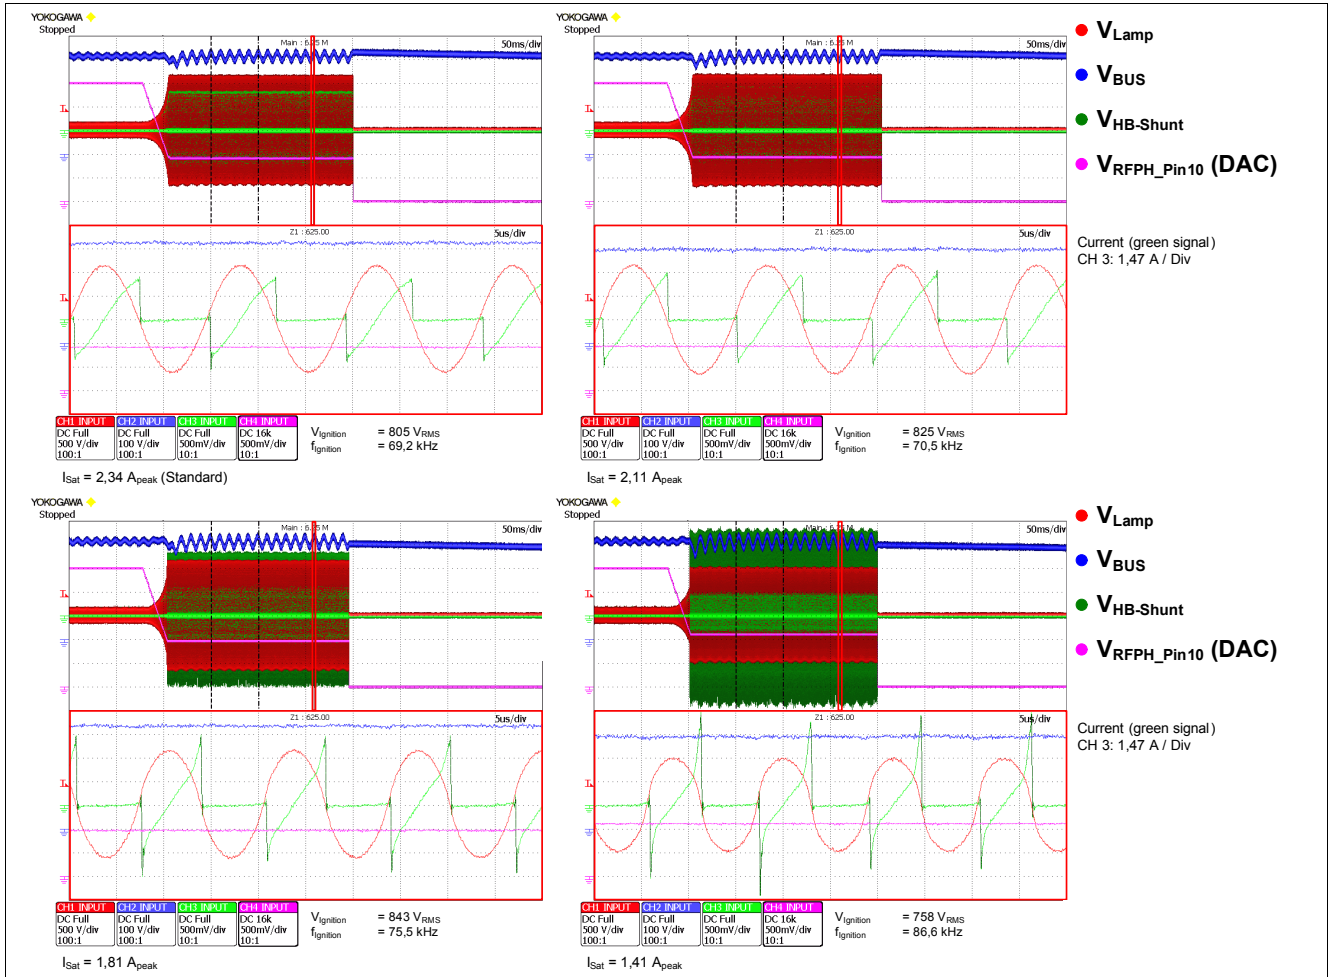 YOKOGAWA
Stopped
Main : 6.25 M
50ms/div
Z1 : 625.00
5us/div
CH1 INPUT
DC Full
500 V/div
100:1
CH2 INPUT
DC Full
100 V/div
100:1
CH3 INPUT
DC Full
500mV/div
10:1
CH4 INPUT
DC 16k
500mV/div
10:1
VIgnition = 805 VRMS
fIgnition = 69,2 kHz
ISat = 2,34 Apeak (Standard)
YOKOGAWA
Stopped
50ms/div
Z1 : 625.00
5us/div
CH1 INPUT
DC Full
500 V/div
100:1
CH2 INPUT
DC Full
100 V/div
100:1
CH3 INPUT
DC Full
500mV/div
10:1
CH4 INPUT
DC 16k
500mV/div
10:1
VIgnition = 825 VRMS
fIgnition = 70,5 kHz
ISat = 2,11 Apeak
VLamp
VBUS
VHB-Shunt
VRFPH_Pin10 (DAC)
Current (green signal)
CH 3: 1,47 A / Div
YOKOGAWA
Stopped
50ms/div
Z1 : 625.00
5us/div
CH1 INPUT
DC Full
500 V/div
100:1
CH2 INPUT
DC Full
100 V/div
100:1
CH3 INPUT
DC Full
500mV/div
10:1
CH4 INPUT
DC 16k
500mV/div
10:1
VIgnition = 843 VRMS
fIgnition = 75,5 kHz
ISat = 1,81 Apeak
YOKOGAWA
Stopped
50ms/div
Z1 : 625.00
5us/div
CH1 INPUT
DC Full
500 V/div
100:1
CH2 INPUT
DC Full
100 V/div
100:1
CH3 INPUT
DC Full
500mV/div
10:1
CH4 INPUT
DC 16k
500mV/div
10:1
VIgnition = 758 VRMS
fIgnition = 86,6 kHz
ISat = 1,41 Apeak
VLamp
VBUS
VHB-Shunt
VRFPH_Pin10 (DAC)
Current (green signal)
CH 3: 1,47 A / Div